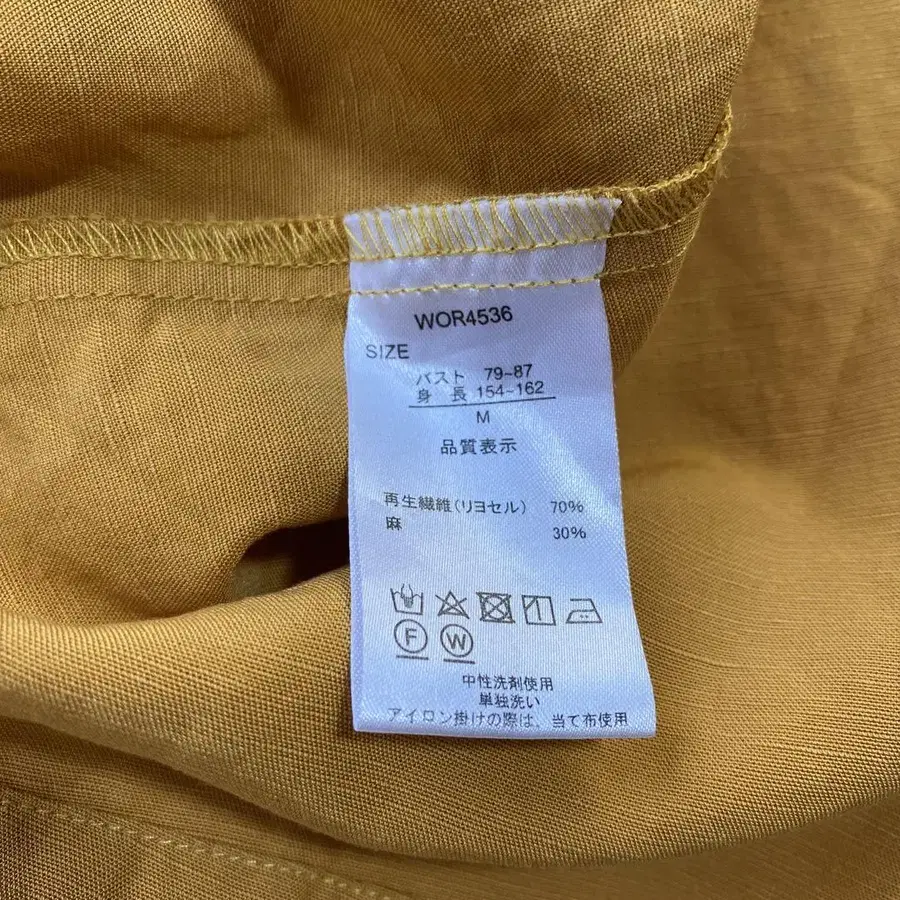 WOR4536
SIZE
バスト 79~87
身 長 154~162
M
品質表示
再生繊維(リヨセル) 70%
麻 30%
F W
中性洗剤使用
単独洗い
アイロン掛けの際は、当て布使用